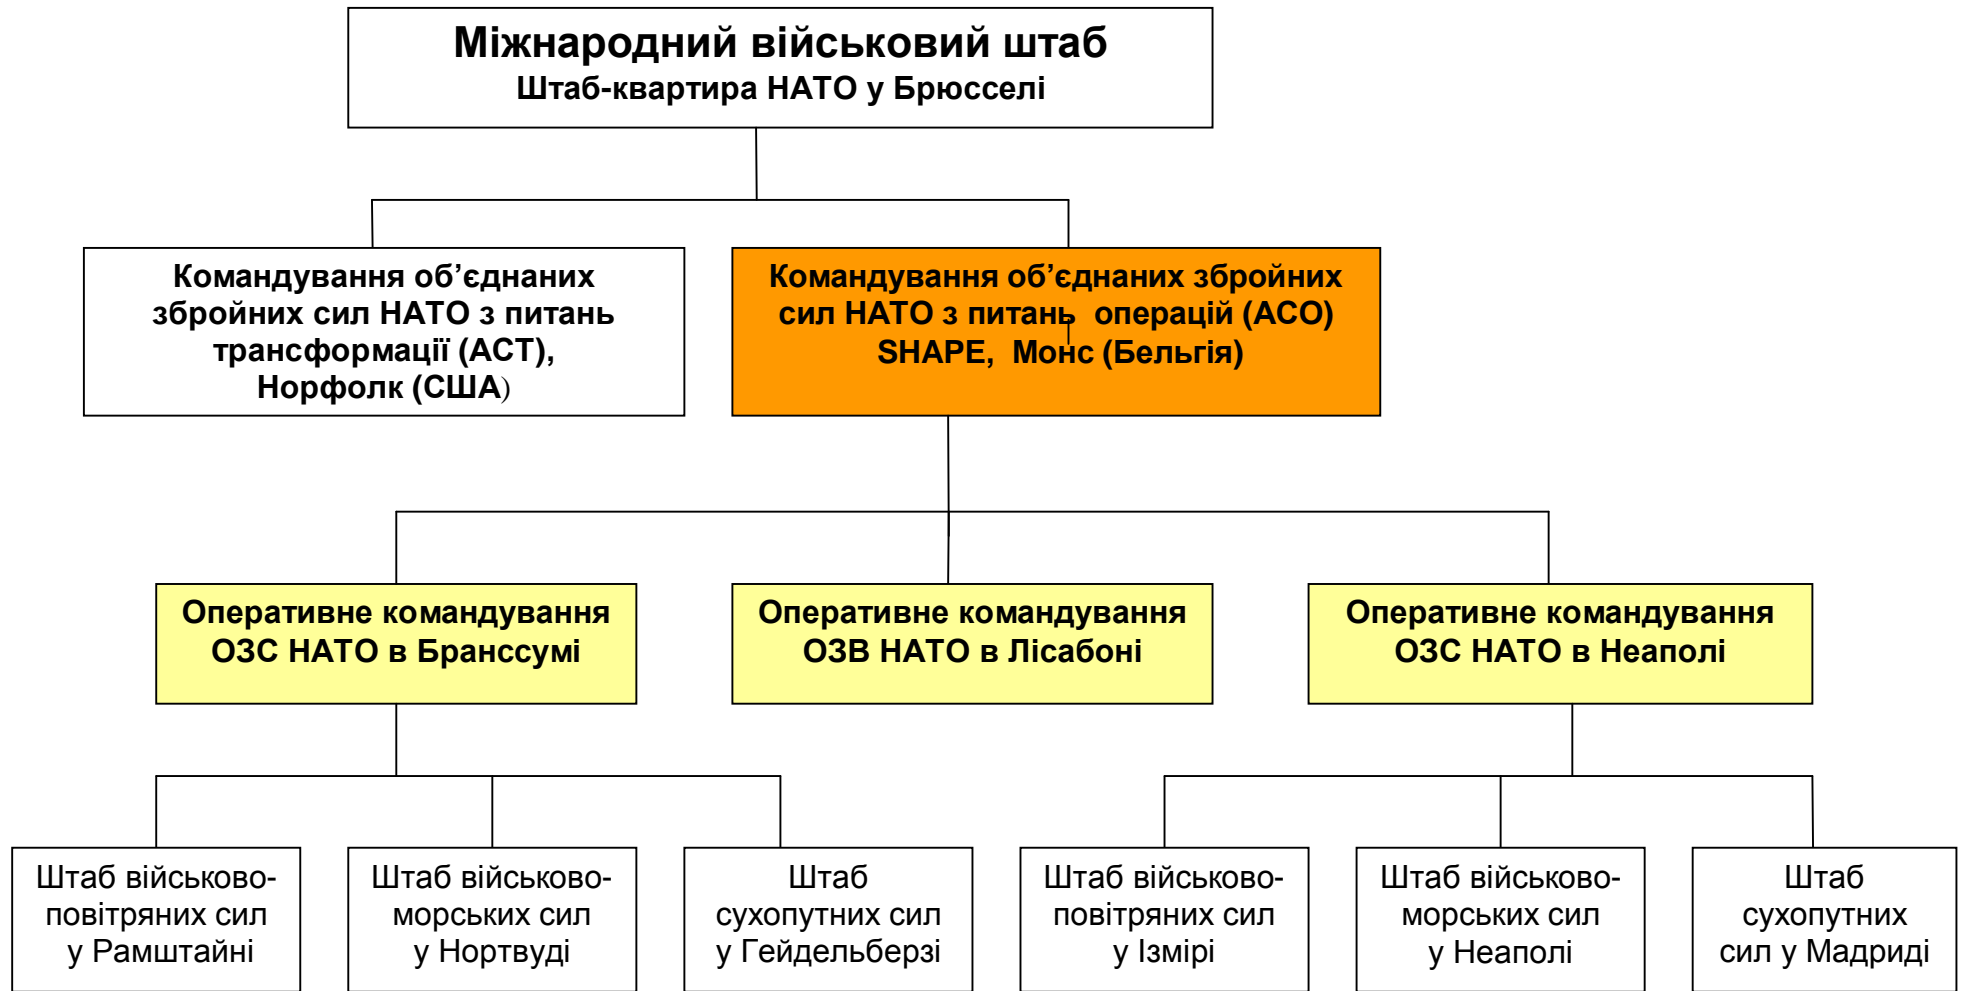 Міжнародний військовий штаб
Штаб-квартира НАТО у Брюсселі
Командування об’єднаних
збройних сил НАТО з питань
трансформації (ACT),
Норфолк (США)
Командування об’єднаних збройних
сил НАТО з питань операцій (ACO)
SHAPE, Монс (Бельгія)
Оперативне командування
ОЗС НАТО в Бранссумі
Оперативне командування
ОЗВ НАТО в Лісабоні
Оперативне командування
ОЗС НАТО в Неаполі
Штаб військово-
повітряних сил
у Рамштайні
Штаб військово-
морських сил
у Нортвуді
Штаб
сухопутних сил
у Гейдельберзі
Штаб військово-
повітряних сил
у Ізмірі
Штаб військово-
морських сил
у Неаполі
Штаб
сухопутних
сил у Мадриді